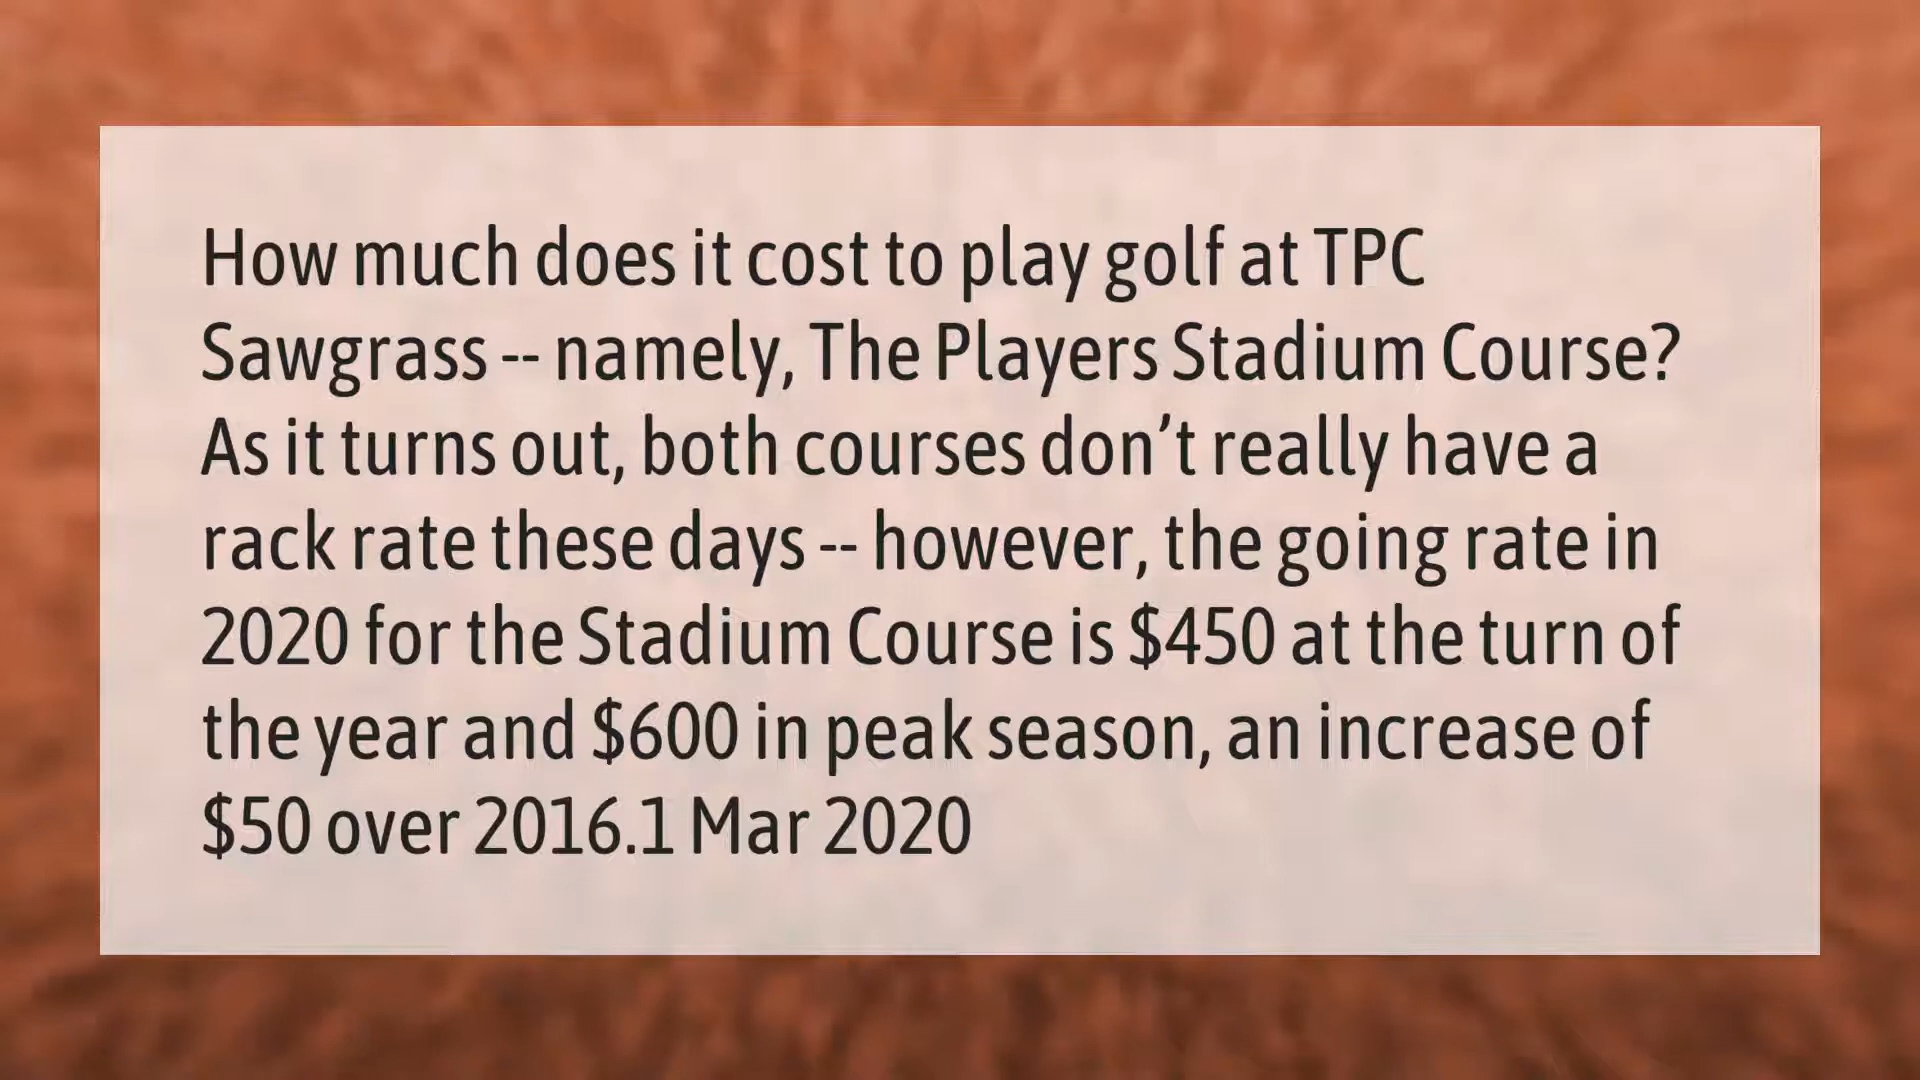 How much does it cost to play golf at TPC
Sawgrass -- namely, The Players Stadium Course?
As it turns out, both courses don’t really have a
rack rate these days -- however, the going rate in
2020 for the Stadium Course is $450 at the turn of
the year and $600 in peak season, an increase of
$50 over 2016.1 Mar 2020